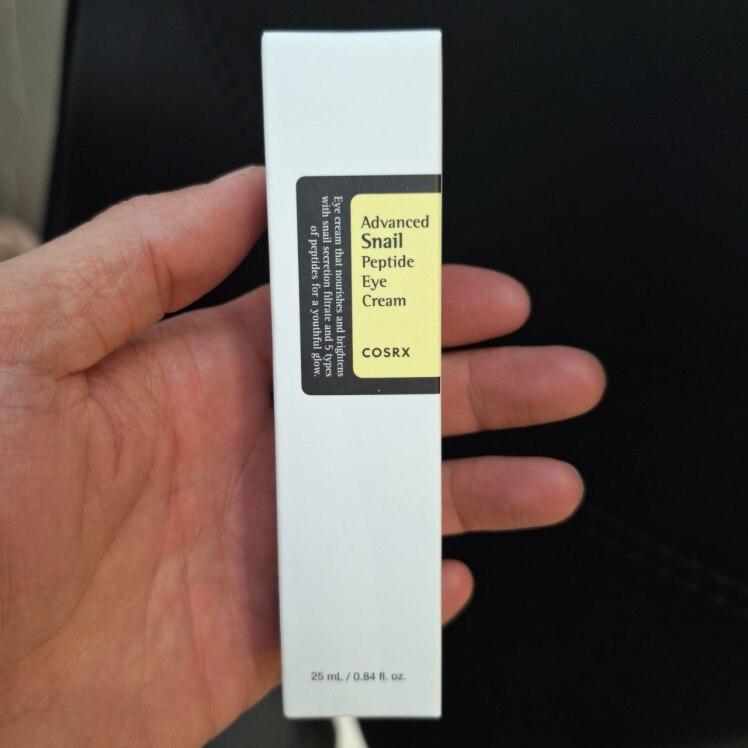 Advanced
Snail
Peptide
Eye
Cream
COSRX
Eye cream that nourishes and brightens
with snail secretion filtrate and 5 types
of peptides for a youthful glow.
25 mL / 0.84 fl. oz.